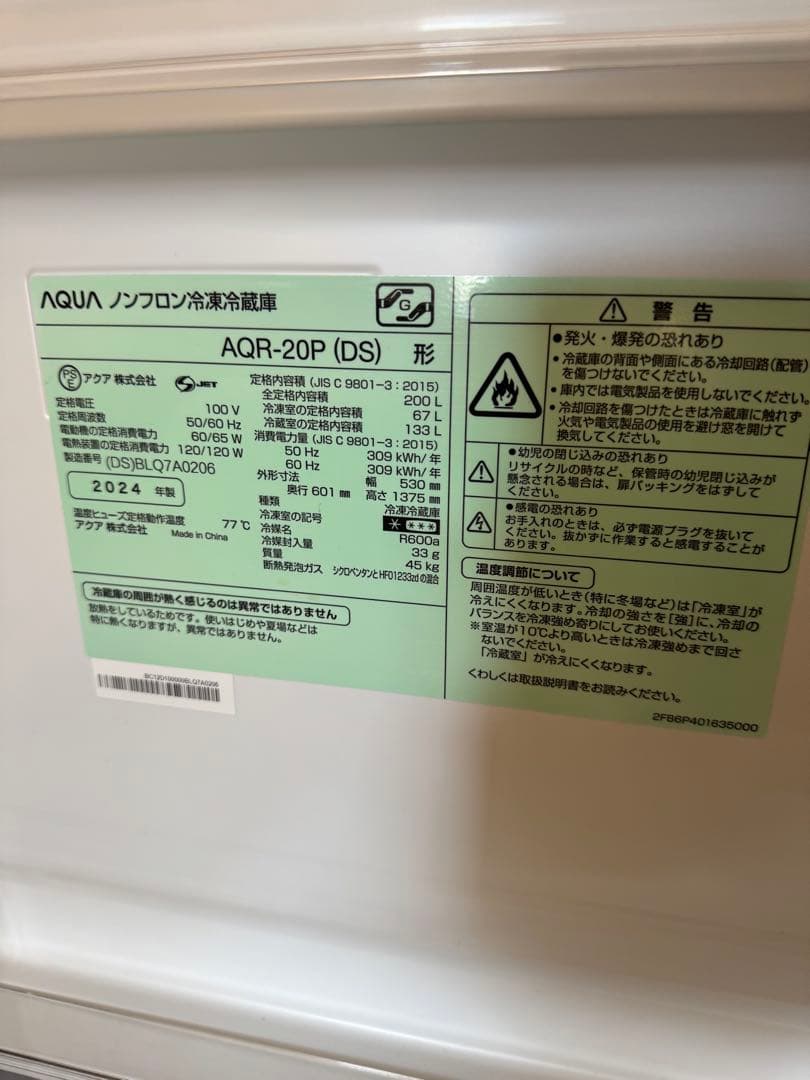 AQUA ノンフロン冷凍冷蔵庫
G
AQR-20P (DS) 形
PS E アクア 株式会社 JET
定格電圧 100 V
定格周波数 50/60 Hz
電動機の定格消費電力 60/65 W
電熱装置の定格消費電力 120/120 W
製造番号 (DS)BLQ7A0206
2024 年製
温度ヒューズ定格動作温度 77℃
アクア 株式会社 Made in China
定格内容積 (JIS C 9801-3:2015)
全定格内容積 200 L
冷凍室の定格内容積 67 L
冷蔵室の定格内容積 133 L
消費電力量 (JIS C 9801-3:2015)
50 Hz 309 kWh/年
60 Hz 309 kWh/年
外形寸法 幅 530 mm
奥行 601 mm 高さ 1375 mm
種類 冷凍冷蔵庫
冷凍室の記号 * ***
冷媒名 R600a
冷媒封入量 33 g
質量 45 kg
断熱発泡ガス シクロペンタンとHFO1233zdの混合
冷蔵庫の周囲が熱く感じるのは異常ではありません
放熱をしているためです。使いはじめや夏場などは
特に熱くなりますが、異常ではありません。
BC12D100000BLQ7A0206
警告
●発火・爆発の恐れあり
・冷蔵庫の背面や側面にある冷却回路(配管)
を傷つけないでください。
・庫内では電気製品を使用しないでください。
・冷却回路を傷つけたときは冷蔵庫に触れず
火気や電気製品の使用を避け窓を開けて
換気してください。
●幼児の閉じ込みの恐れあり
リサイクルの時など、保管時の幼児閉じ込みが
懸念される場合は、扉パッキングをはずして
ください。
●感電の恐れあり
お手入れのときは、必ず電源プラグを抜いて
ください。抜かずに作業すると感電することが
あります。
温度調節について
周囲温度が低いとき(特に冬場など)は「冷凍室」が
冷えにくくなります。冷却の強さを[強]に、冷却の
バランスを冷凍強め寄りにしてお使いください。
※室温が10℃より高いときは冷凍強めまで回さ
ないでください。
「冷蔵室」が冷えにくくなります。
くわしくは取扱説明書をお読みください。
2FB6P401635000